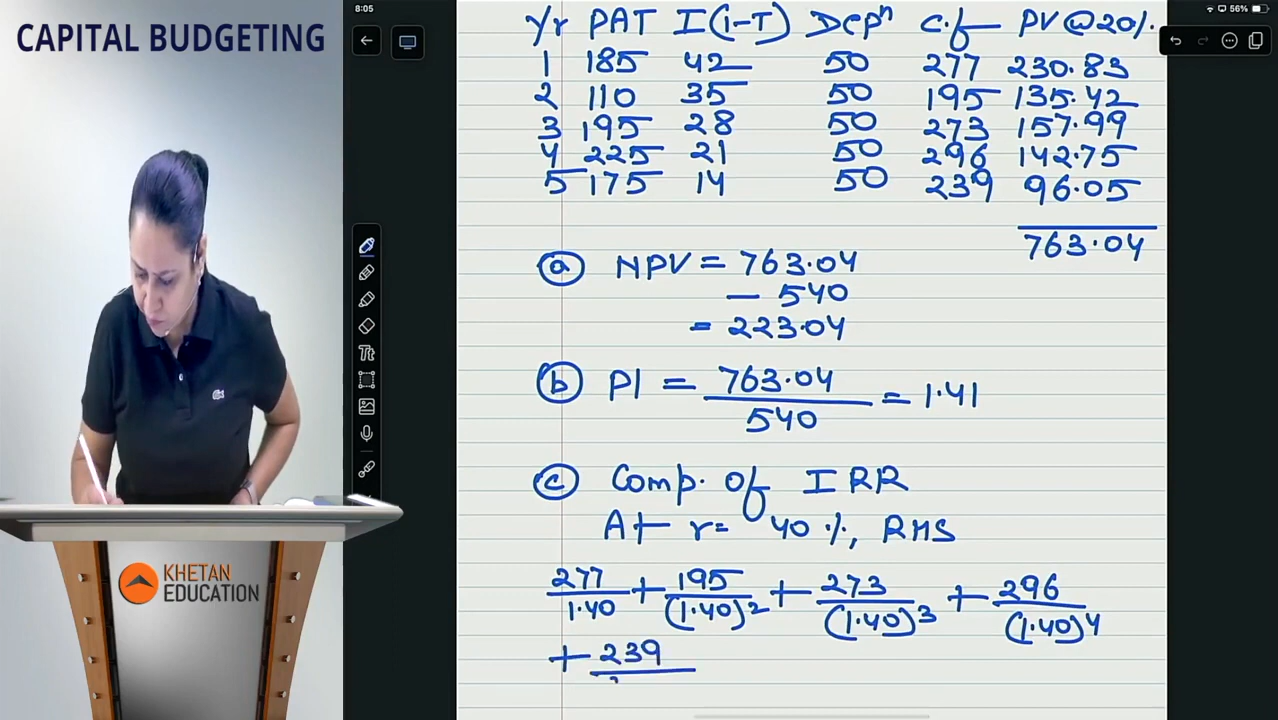 CAPITAL BUDGETING
8:05
56%
Yr PAT I(1-T) Depⁿ C.f PV@20%
1 185 42 50 277 230.83
2 110 35 50 195 135.42
3 195 28 50 273 157.99
4 225 21 50 296 142.75
5 175 14 50 239 96.05
763.04
a NPV = 763.04
- 540
= 223.04
b PI = 763.04 / 540 = 1.41
c Comp. of IRR
At r= 40%, RHS
277/1.40 + 195/(1.40)² + 273/(1.40)³ + 296/(1.40)⁴
+ 239
Tt
KHETAN
EDUCATION